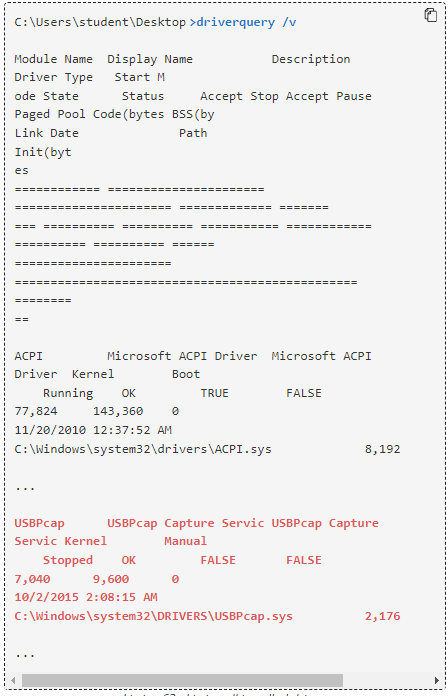 C:\Users\student\Desktop >driverquery /v
Module Name  Display Name           Description
Driver Type   Start M
ode State      Status     Accept Stop Accept Pause
Paged Pool Code(bytes BSS(by
Link Date              Path
Init(byt
es
============ ======================
====================== ============= =======
=== ========== ========== =========== ============
========== ========== ======
======================
================================================
========
==
ACPI         Microsoft ACPI Driver  Microsoft ACPI
Driver  Kernel        Boot
    Running    OK         TRUE        FALSE
77,824     143,360    0
11/20/2010 12:37:52 AM
C:\Windows\system32\drivers\ACPI.sys             8,192
...
USBPcap      USBPcap Capture Servic USBPcap Capture
Servic Kernel        Manual
    Stopped    OK         FALSE       FALSE
7,040      9,600      0
10/2/2015 2:08:15 AM
C:\Windows\system32\DRIVERS\USBPcap.sys          2,176
...